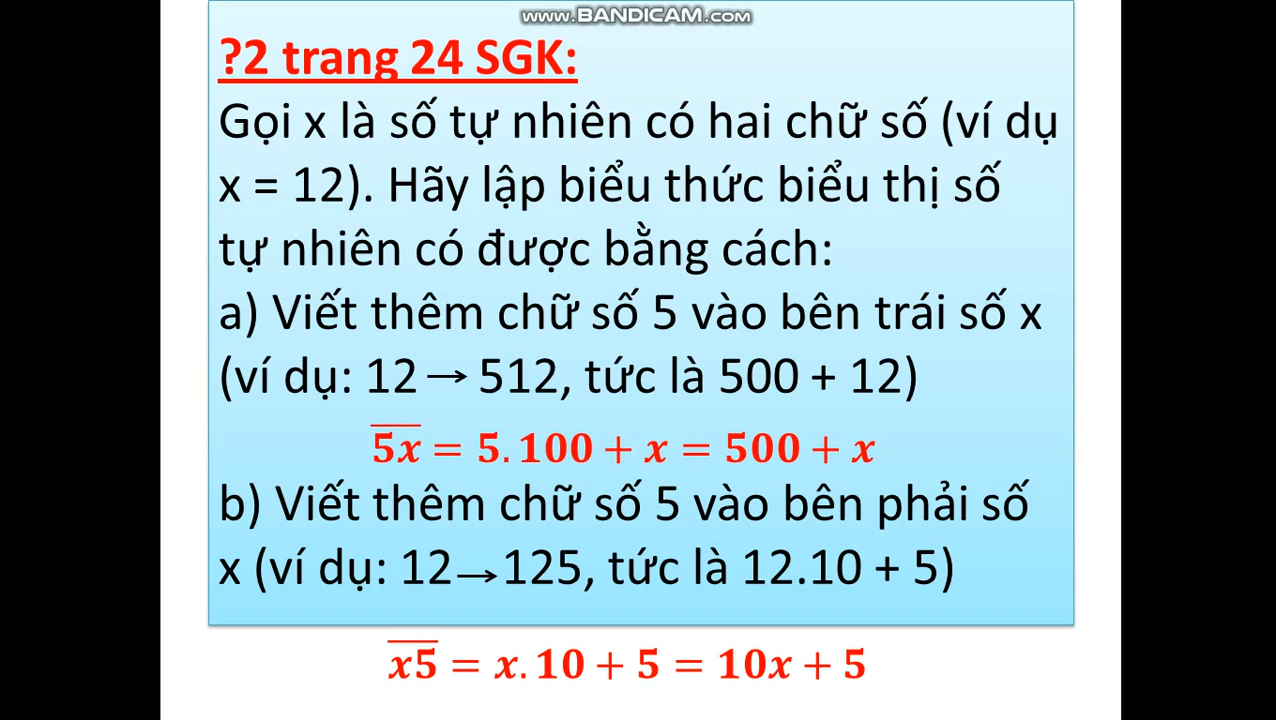 www.BANDICAM.com
?2 trang 24 SGK:
Gọi x là số tự nhiên có hai chữ số (ví dụ
x = 12). Hãy lập biểu thức biểu thị số
tự nhiên có được bằng cách:
a) Viết thêm chữ số 5 vào bên trái số x
(ví dụ: 12 → 512, tức là 500 + 12)
$\overline{5x}$ = 5.100 + x = 500 + x
b) Viết thêm chữ số 5 vào bên phải số
x (ví dụ: 12 → 125, tức là 12.10 + 5)
$\overline{x5}$ = x.10 + 5 = 10x + 5